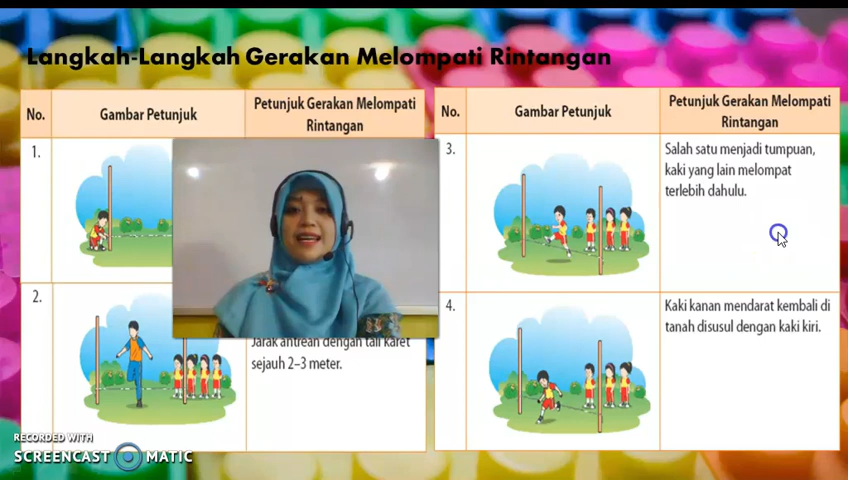 Langkah-Langkah Gerakan Melompati Rintangan
No.
Gambar Petunjuk
Petunjuk Gerakan Melompati
Rintangan
1.
2.
Jarak antrean dengan tali karet
sejauh 2–3 meter.
No.
Gambar Petunjuk
Petunjuk Gerakan Melompati
Rintangan
3.
Salah satu menjadi tumpuan,
kaki yang lain melompat
terlebih dahulu.
4.
Kaki kanan mendarat kembali di
tanah disusul dengan kaki kiri.
RECORDED WITH
SCREENCAST MATIC